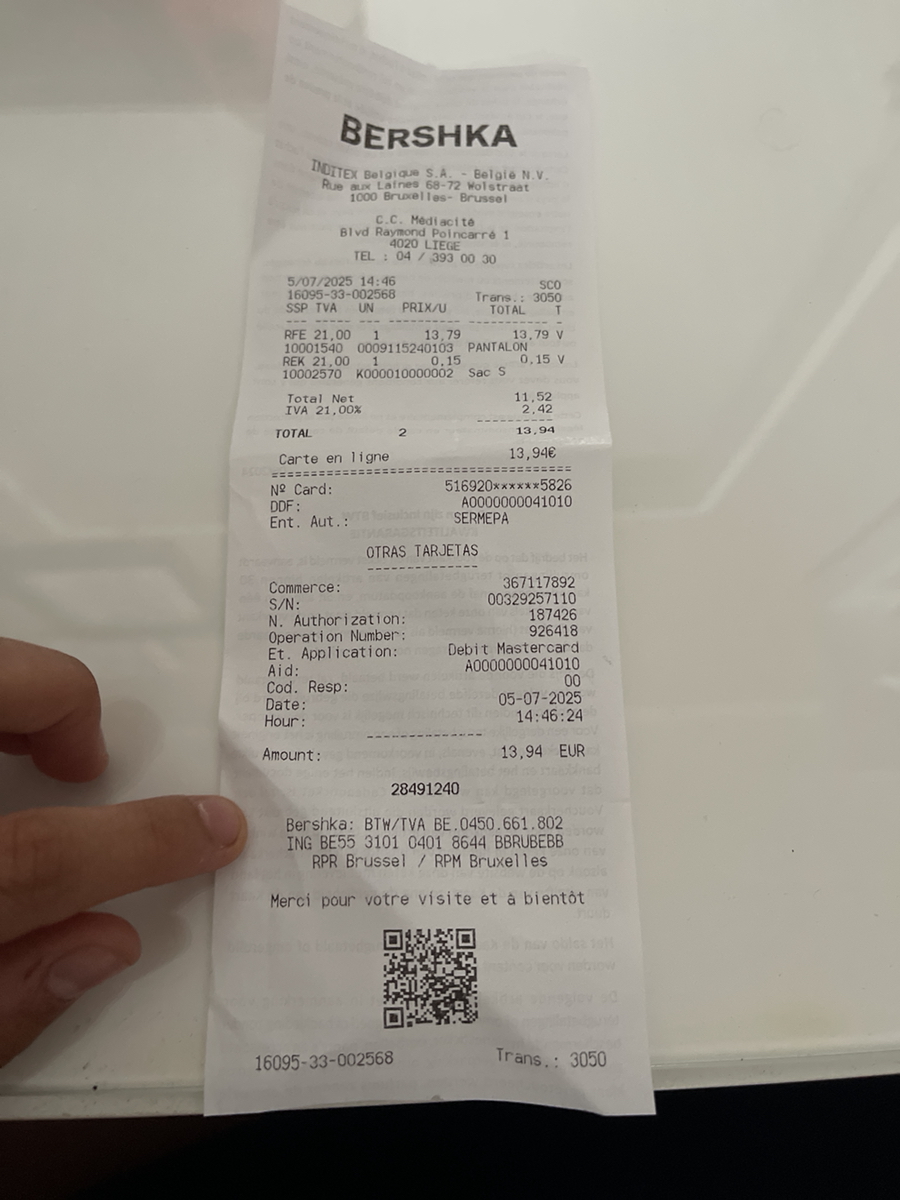 BERSHKA
INDITEX Belgique S.A. - België N.V.
Rue aux Laines 68-72 Wolstraat
1000 Bruxelles- Brussel
C.C. Médiacité
Blvd Raymond Poincarré 1
4020 LIEGE
TEL : 04 / 393 00 30
5/07/2025 14:46 SCO
16095-33-002568 Trans.: 3050
SSP TVA UN PRIX/U TOTAL T
--- ----- --- -------- ---------- -
RFE 21,00 1 13,79 13,79 V
10001540 0009115240103 PANTALON
REK 21,00 1 0,15 0,15 V
10002570 K000010000002 Sac S
Total Net 11,52
IVA 21,00% 2,42
----------
TOTAL 2 13,94
Carte en ligne 13,94€
========================================
Nº Card: 516920******5826
DDF: A0000000041010
Ent. Aut.: SERMEPA
OTRAS TARJETAS
--------------
Commerce: 367117892
S/N: 00329257110
N. Authorization: 187426
Operation Number: 926418
Et. Application: Debit Mastercard
Aid: A0000000041010
Cod. Resp: 00
Date: 05-07-2025
Hour: 14:46:24
--------------
Amount: 13,94 EUR
28491240
Bershka: BTW/TVA BE.0450.661.802
ING BE55 3101 0401 8644 BBRUBEBB
RPR Brussel / RPM Bruxelles
Merci pour votre visite et à bientôt
16095-33-002568 Trans.: 3050